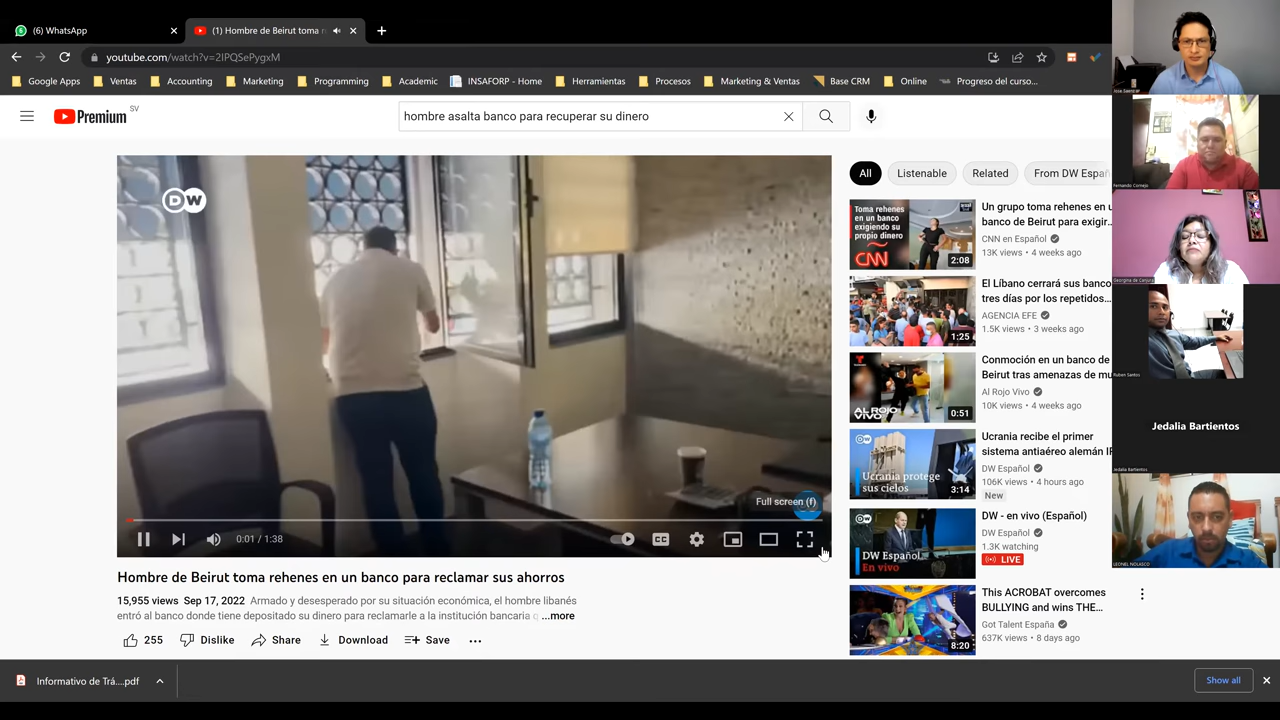 (6) WhatsApp
(1) Hombre de Beirut toma r
youtube.com/watch?v=2IPQSePygxM
Google Apps
Ventas
Accounting
Marketing
Programming
Academic
INSAFORP - Home
Herramientas
Procesos
Marketing & Ventas
Base CRM
Online
Progreso del curso...
Premium
SV
hombre asalta banco para recuperar su dinero
DW
Full screen (f)
0:01 / 1:38
CC
Hombre de Beirut toma rehenes en un banco para reclamar sus ahorros
15,955 views Sep 17, 2022 Armado y desesperado por su situación económica, el hombre libanés
entró al banco donde tiene depositado su dinero para reclamarle a la institución bancaria q ...more
255
Dislike
Share
Download
Save
All
Listenable
Related
From DW Españ
Toma rehenes
en un banco
exigiendo su
propio dinero
CNN
2:08
Un grupo toma rehenes en u
banco de Beirut para exigir...
CNN en Español
13K views • 4 weeks ago
1:25
El Líbano cerrará sus banco
tres días por los repetidos...
AGENCIA EFE
1.5K views • 3 weeks ago
AL ROJO
VIVO
0:51
Conmoción en un banco de
Beirut tras amenazas de mu
Al Rojo Vivo
10K views • 4 weeks ago
Ucrania protege
sus cielos
3:14
Ucrania recibe el primer
sistema antiaéreo alemán I
DW Español
106K views • 4 hours ago
New
DW Español
En vivo
DW - en vivo (Español)
DW Español
1.3K watching
LIVE
8:20
This ACROBAT overcomes
BULLYING and wins THE...
Got Talent España
637K views • 8 days ago
Fernando Cornejo
Georgina de Canjura
Ruben Santos
Jedalia Bartientos
Jedalia Bartientos
LEONEL NOLASCO
Informativo de Trá....pdf
Show all